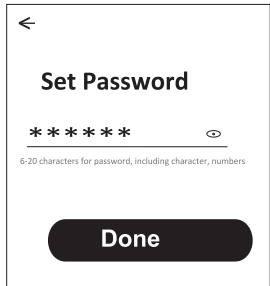 Set Password
******
6-20 characters for password, including character, numbers
Done